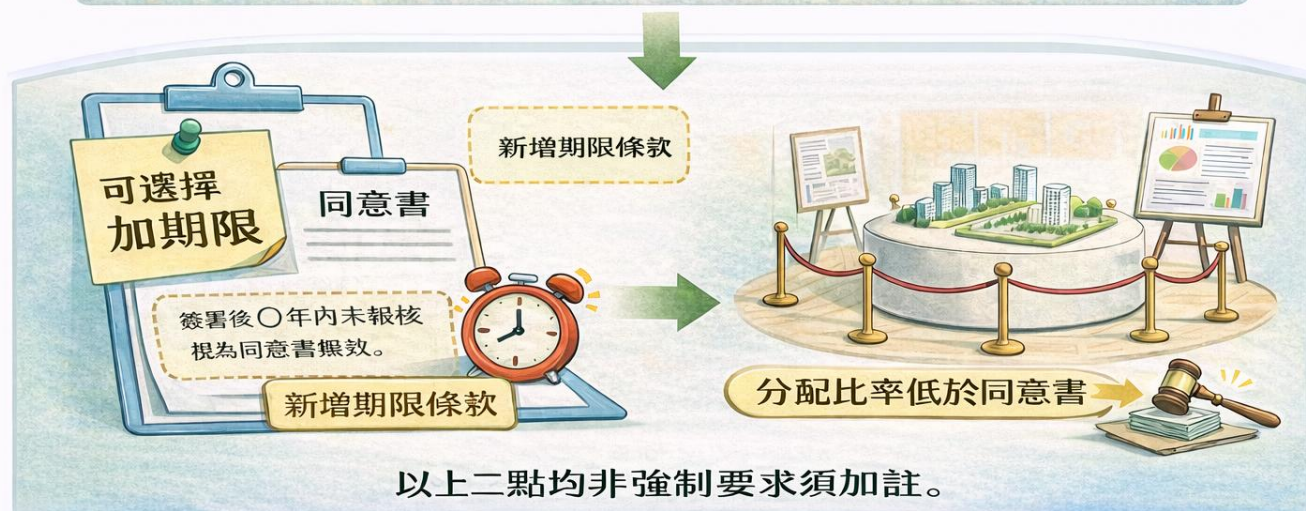 新增期限條款
可選擇
加期限
同意書
簽署後〇年內未報核
視為同意書無效。
新增期限條款
分配比率低於同意書
以上二點均非強制要求須加註。